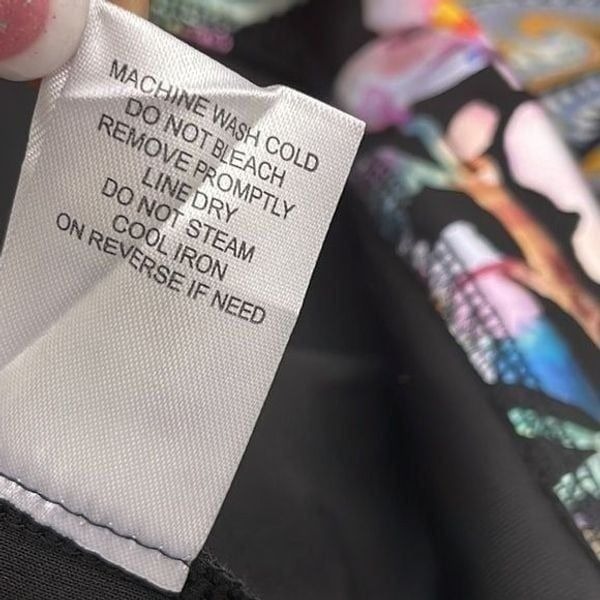 MACHINE WASH COLD
DO NOT BLEACH
REMOVE PROMPTLY
LINE DRY
DO NOT STEAM
COOL IRON
ON REVERSE IF NEED